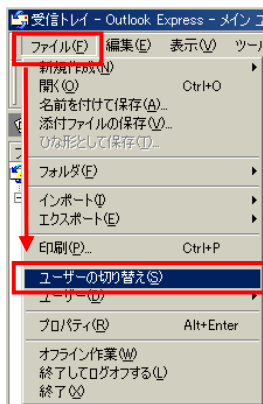 受信トレイ - Outlook Express - メイン ユ
ファイル(F) 編集(E) 表示(V) ツール
新規作成(N)
開く(O) Ctrl+O
名前を付けて保存(A)...
添付ファイルの保存(V)...
ひな形として保存(T)...
フォルダ(F)
インポート(I)
エクスポート(E)
印刷(P)... Ctrl+P
ユーザーの切り替え(S)
ユーザー(D)
プロパティ(R) Alt+Enter
オフライン作業(W)
終了してログオフする(L)
終了(X)